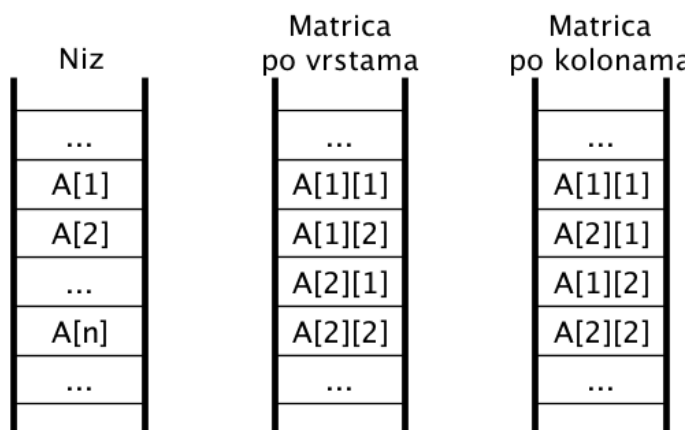 Niz
...
A[1]
A[2]
...
A[n]
...
Matrica
po vrstama
...
A[1][1]
A[1][2]
A[2][1]
A[2][2]
...
Matrica
po kolonama
...
A[1][1]
A[2][1]
A[1][2]
A[2][2]
...